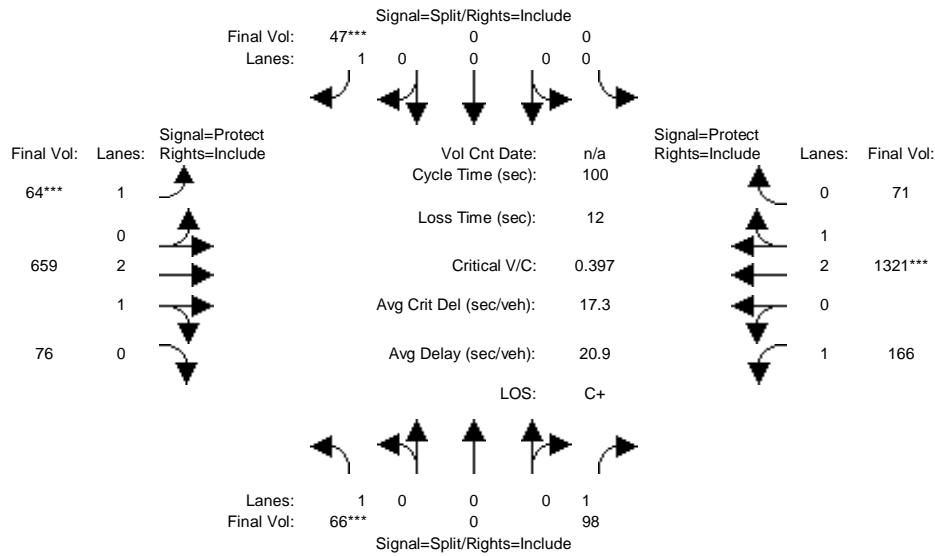 Signal=Split/Rights=Include
Final Vol: 47*** 0 0
Lanes: 1 0 0 0 0
Signal=Protect Signal=Protect
Final Vol: Lanes: Rights=Include Vol Cnt Date: n/a Rights=Include Lanes: Final Vol:
Cycle Time (sec): 100
64*** 1 0 71
Loss Time (sec): 12
0 1
659 2 Critical V/C: 0.397 2 1321***
1 Avg Crit Del (sec/veh): 17.3 0
76 0 Avg Delay (sec/veh): 20.9 1 166
LOS: C+
Lanes: 1 0 0 0 1
Final Vol: 66*** 0 98
Signal=Split/Rights=Include